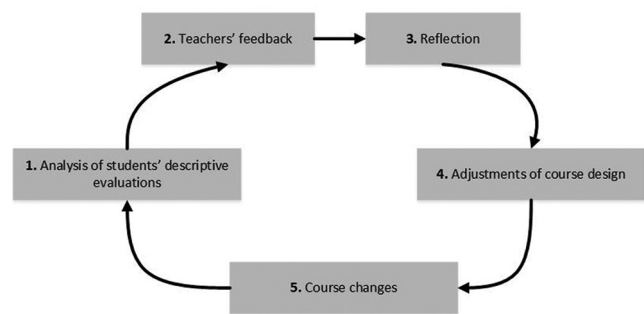 2. Teachers' feedback
3. Reflection
1. Analysis of students' descriptive
evaluations
4. Adjustments of course design
5. Course changes